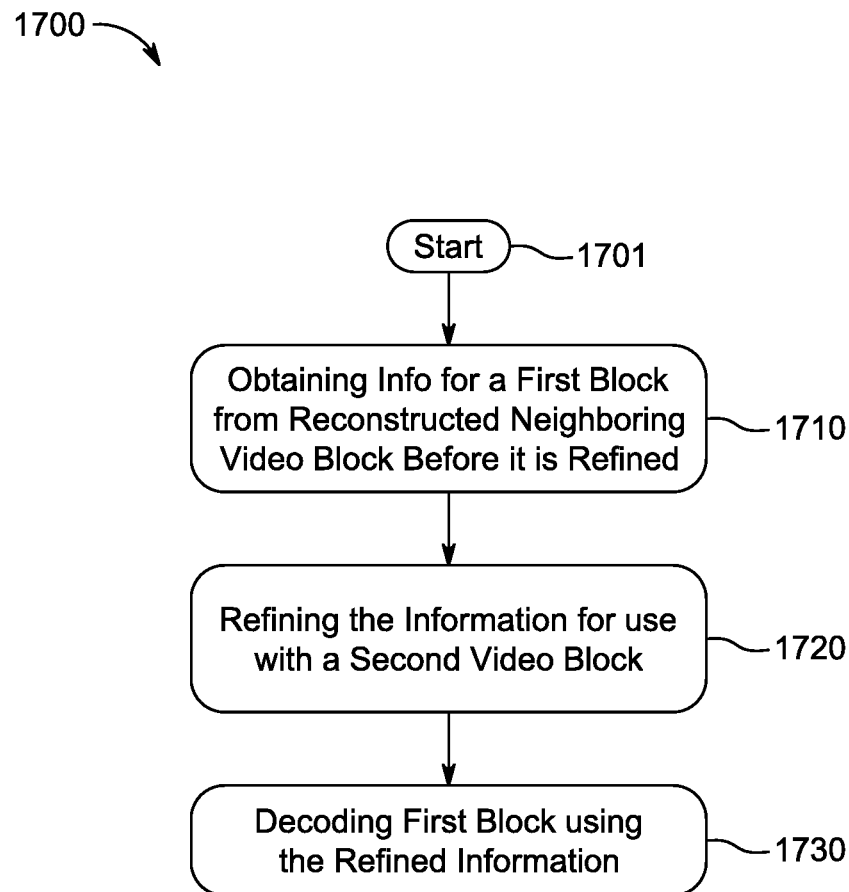 1700
Start
1701
Obtaining Info for a First Block
from Reconstructed Neighboring
Video Block Before it is Refined
1710
Refining the Information for use
with a Second Video Block
1720
Decoding First Block using
the Refined Information
1730